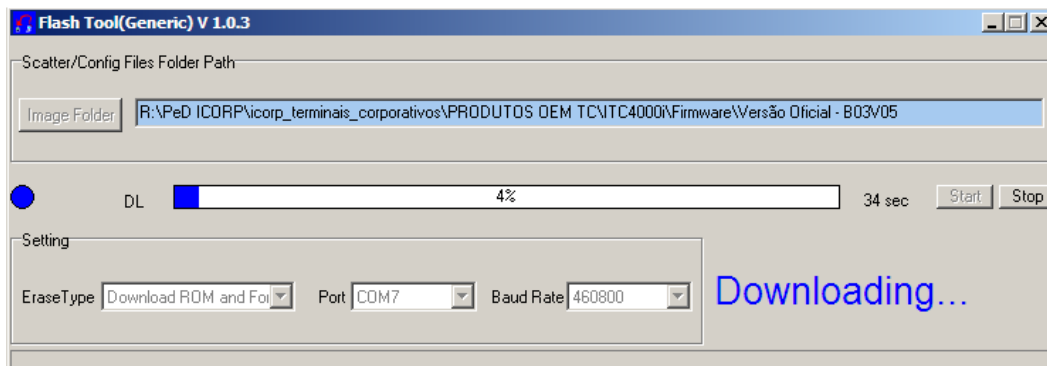 Flash Tool(Generic) V 1.0.3
Scatter/Config Files Folder Path
Image Folder R:\PeD ICORP\icorp_terminais_corporativos\PRODUTOS OEM TC\ITC4000i\Firmware\Versão Oficial - B03V05
DL 4% 34 sec Start Stop
Setting
EraseType Download ROM and For Port COM7 Baud Rate 460800 Downloading...